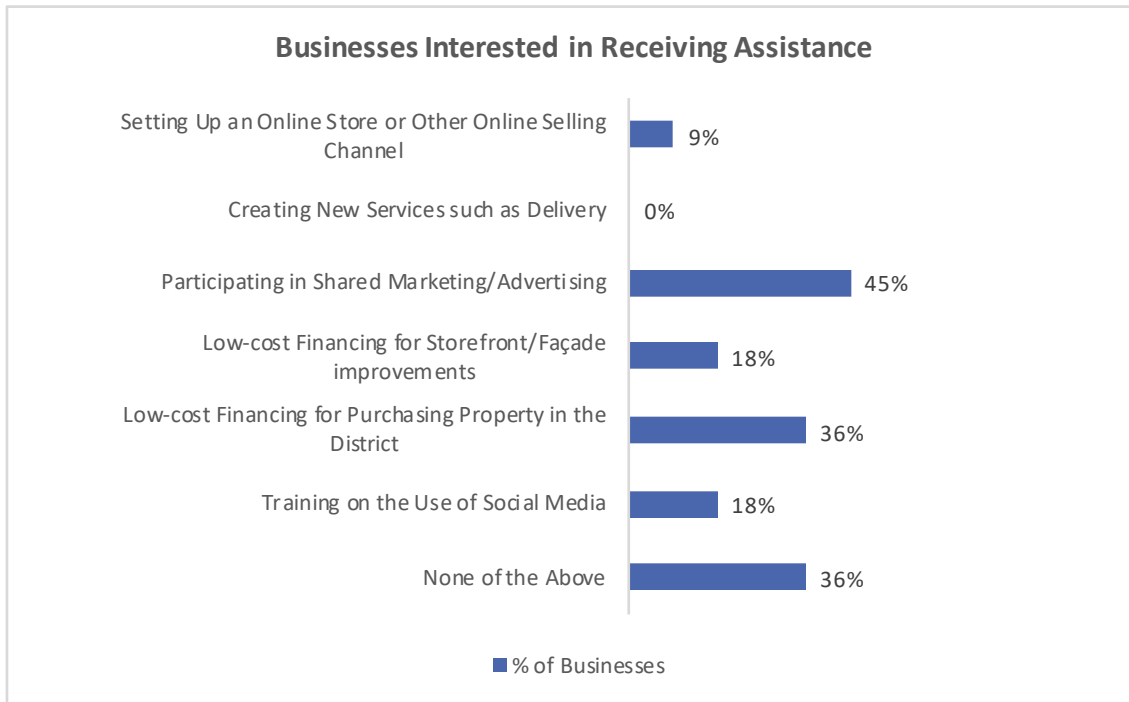 Businesses Interested in Receiving Assistance
Setting Up an Online Store or Other Online Selling
Channel
9%
Creating New Services such as Delivery
0%
Participating in Shared Marketing/Advertising
45%
Low-cost Financing for Storefront/Façade
improvements
18%
Low-cost Financing for Purchasing Property in the
District
36%
Training on the Use of Social Media
18%
None of the Above
36%
% of Businesses